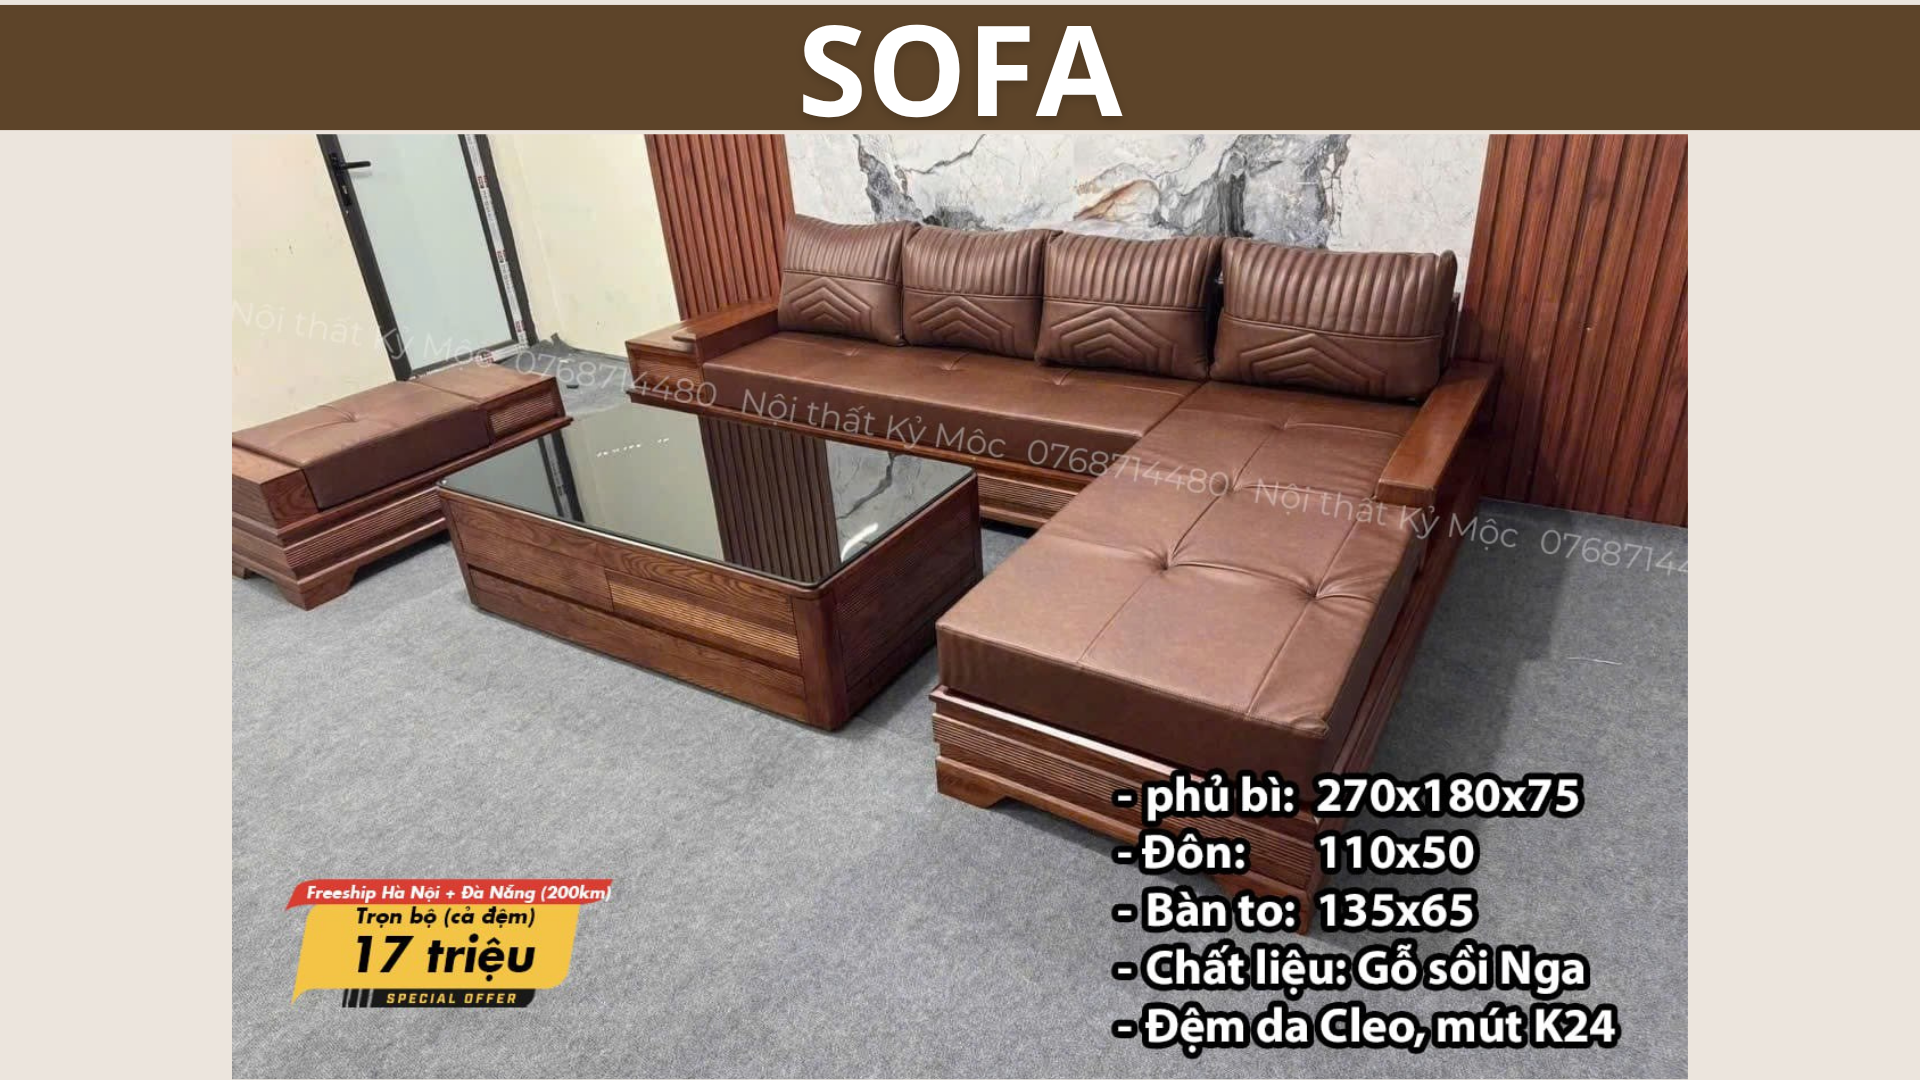 SOFA
Nội thất Kỷ Mộc 0768714480 Nội thất Kỷ Mộc 0768714480 Nội thất Kỷ Mộc 07687144
- phủ bì: 270x180x75
- Đôn: 110x50
- Bàn to: 135x65
- Chất liệu: Gỗ sồi Nga
- Đệm da Cleo, mút K24
Freeship Hà Nội + Đà Nẵng (200km)
Trọn bộ (cả đệm)
17 triệu
SPECIAL OFFER